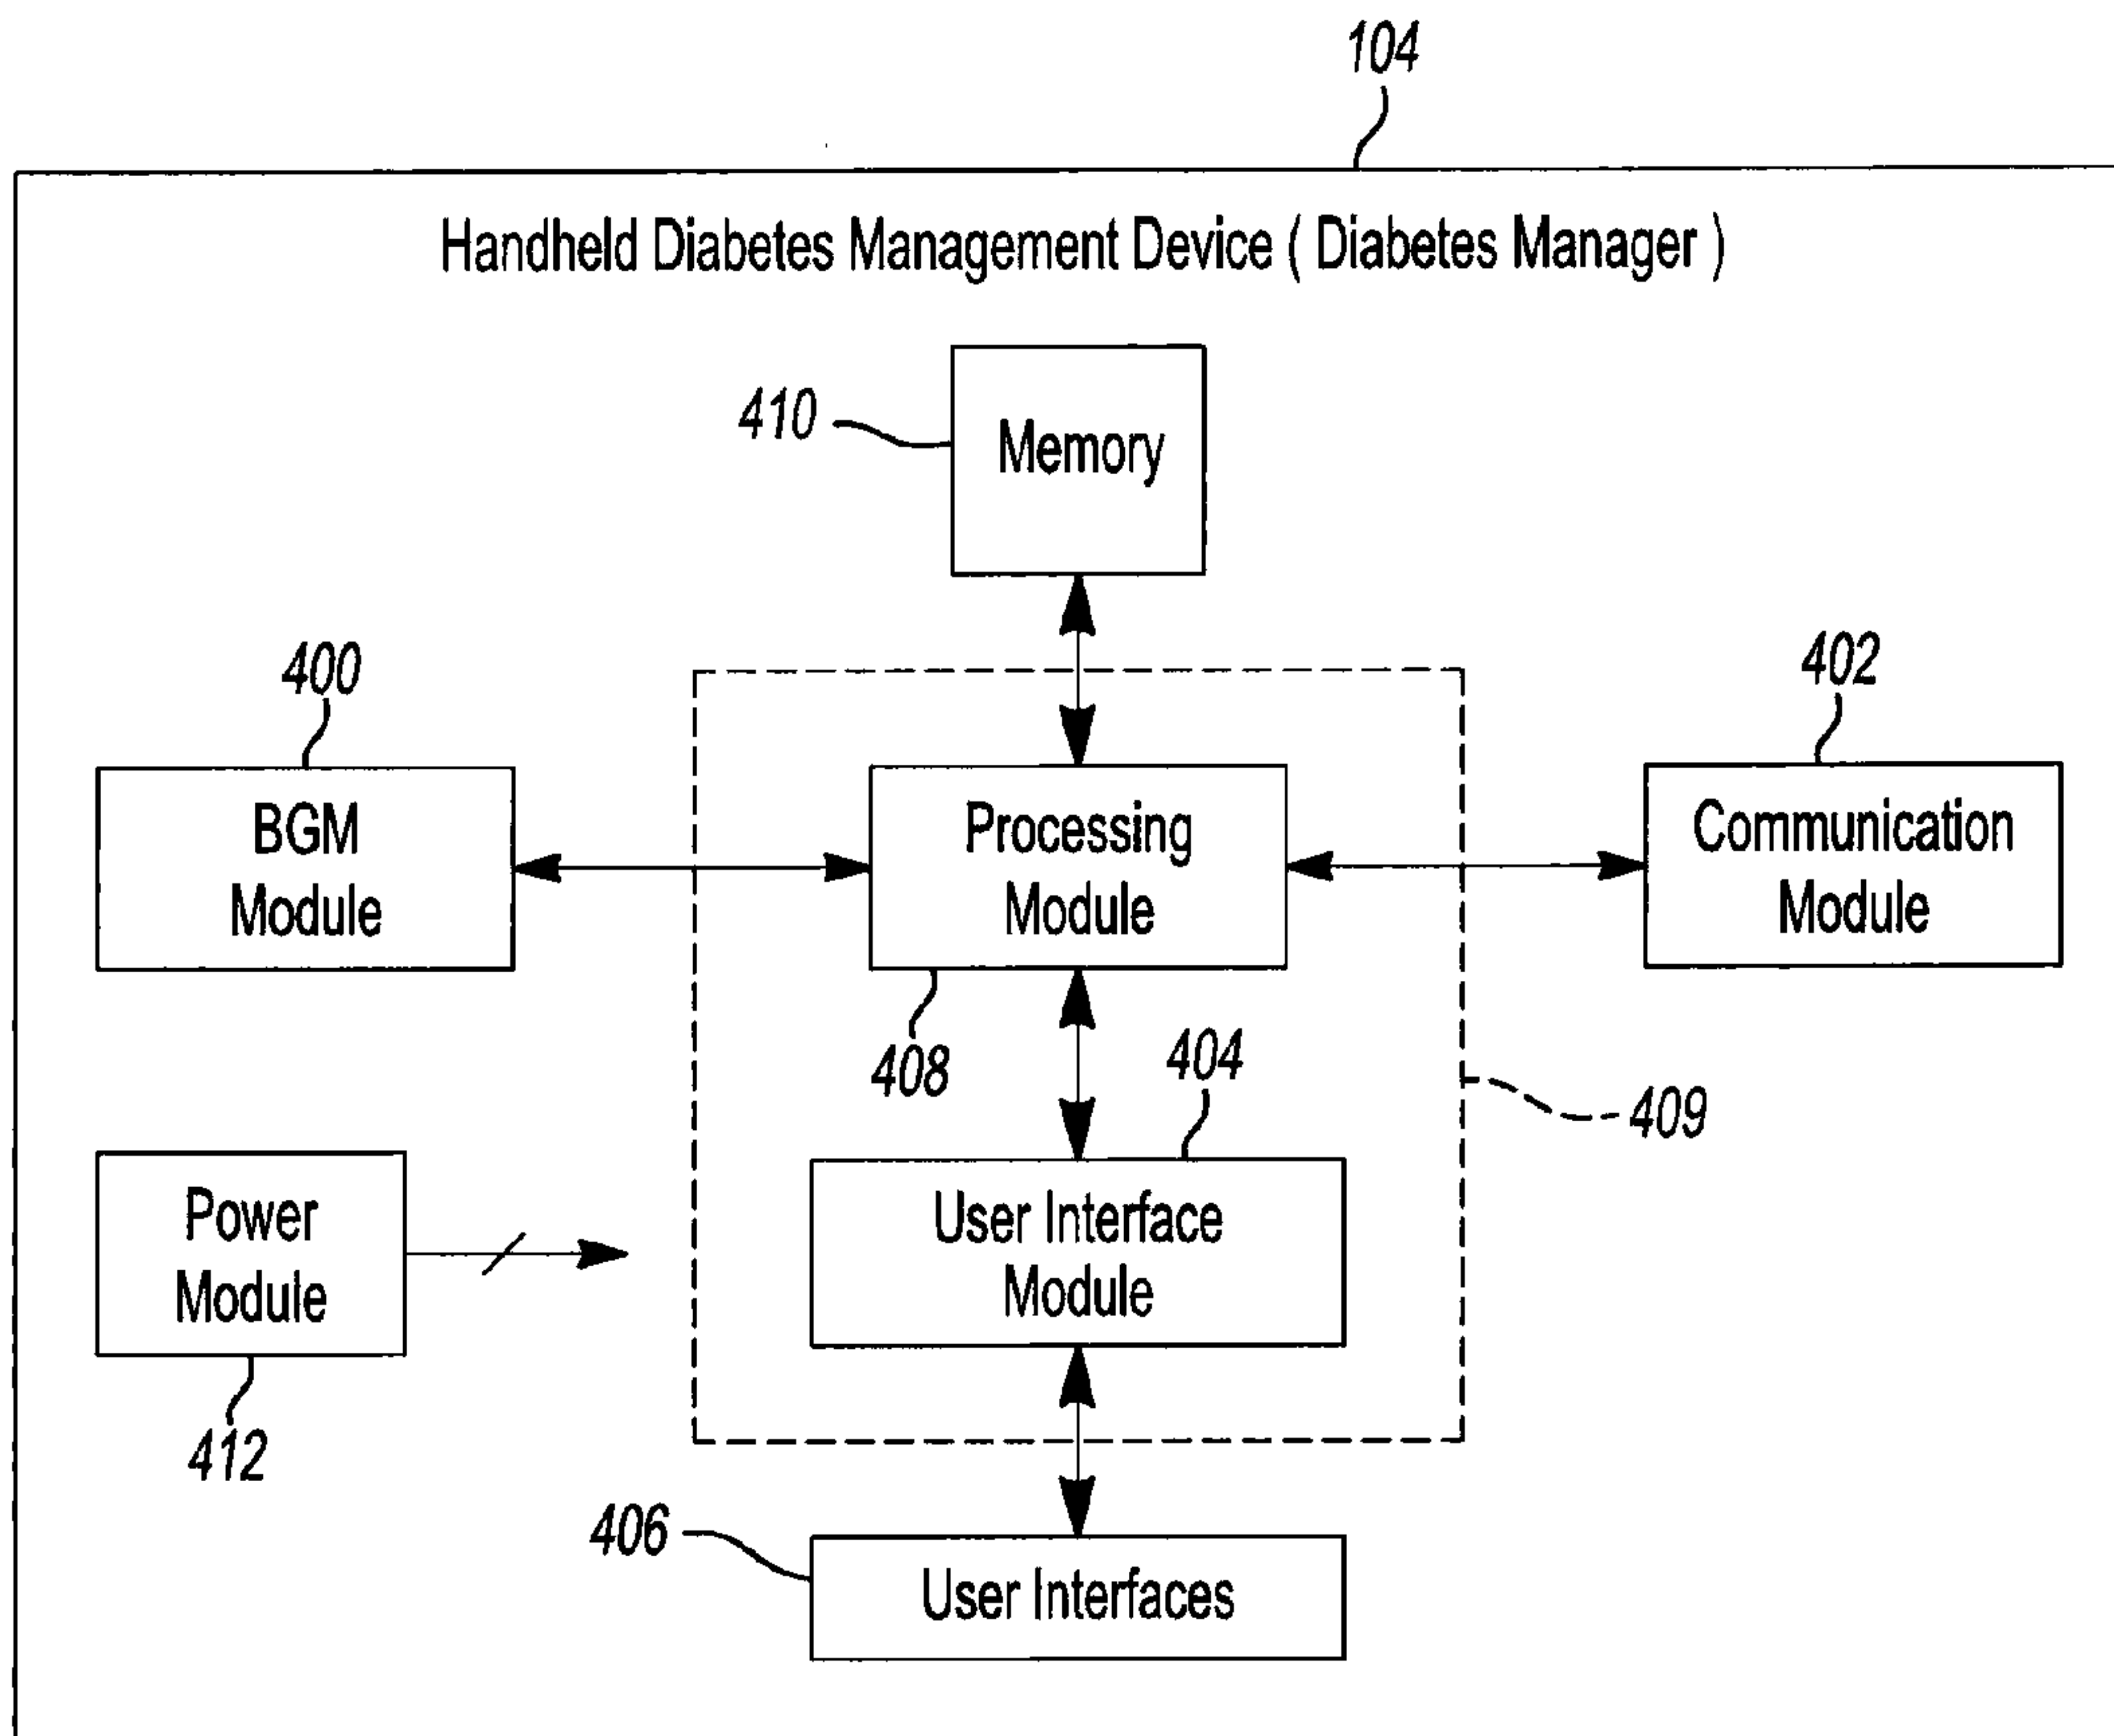 104
Handheld Diabetes Management Device ( Diabetes Manager )
410
Memory
400
402
BGM
Module
Processing
Module
Communication
Module
408
404
409
Power
Module
User Interface
Module
412
406
User Interfaces